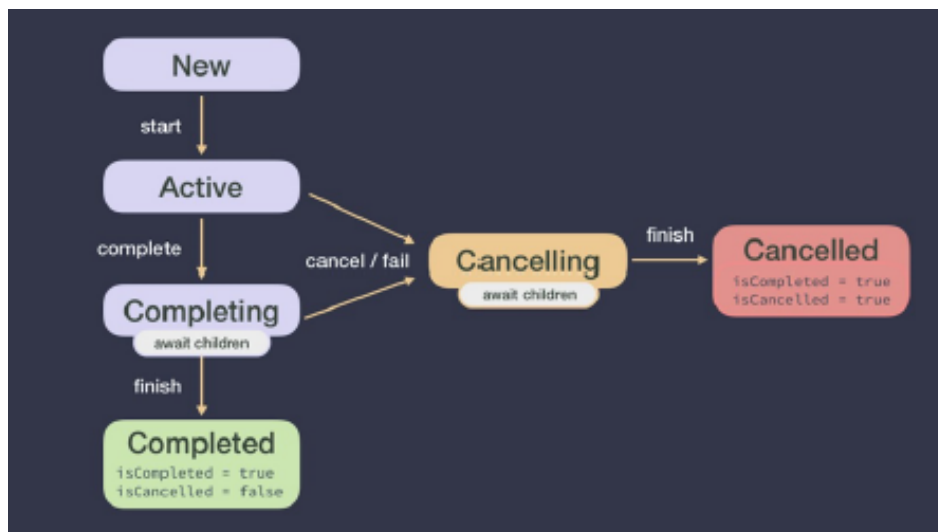 New
start
Active
complete
cancel / fail
Cancelling
await children
finish
Cancelled
isCompleted = true
isCancelled = true
Completing
await children
finish
Completed
isCompleted = true
isCancelled = false